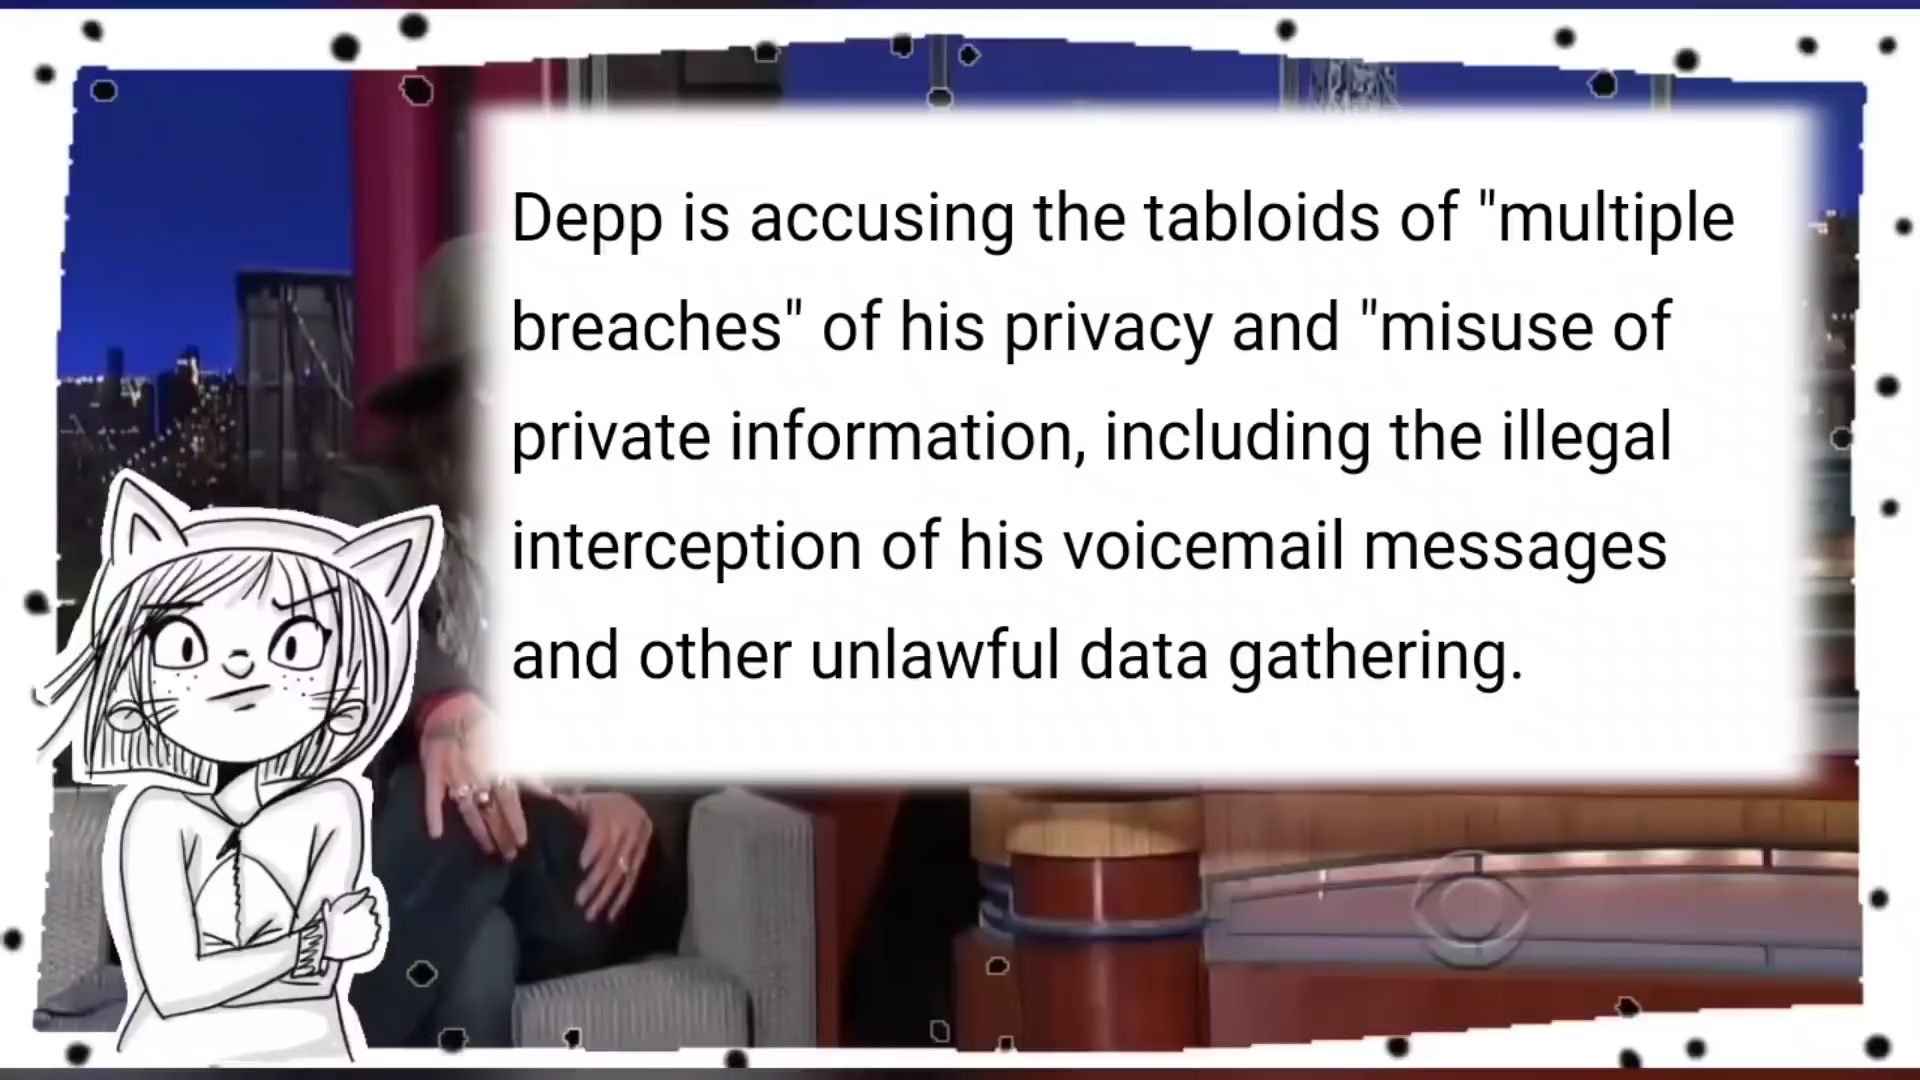 Depp is accusing the tabloids of "multiple
breaches" of his privacy and "misuse of
private information, including the illegal
interception of his voicemail messages
and other unlawful data gathering.